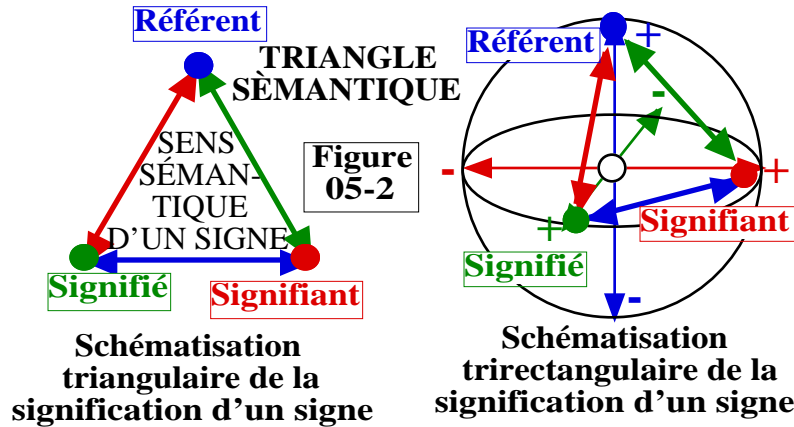 Référent
TRIANGLE
SÈMANTIQUE
SENS
SÉMAN-
TIQUE
D'UN SIGNE
Figure
05-2
Signifié
Signifiant
Schématisation
triangulaire de la
signification d'un signe
Référent
+
-
-
+
Signifiant
+
Signifié
-
Schématisation
trirectangulaire de la
signification d'un signe